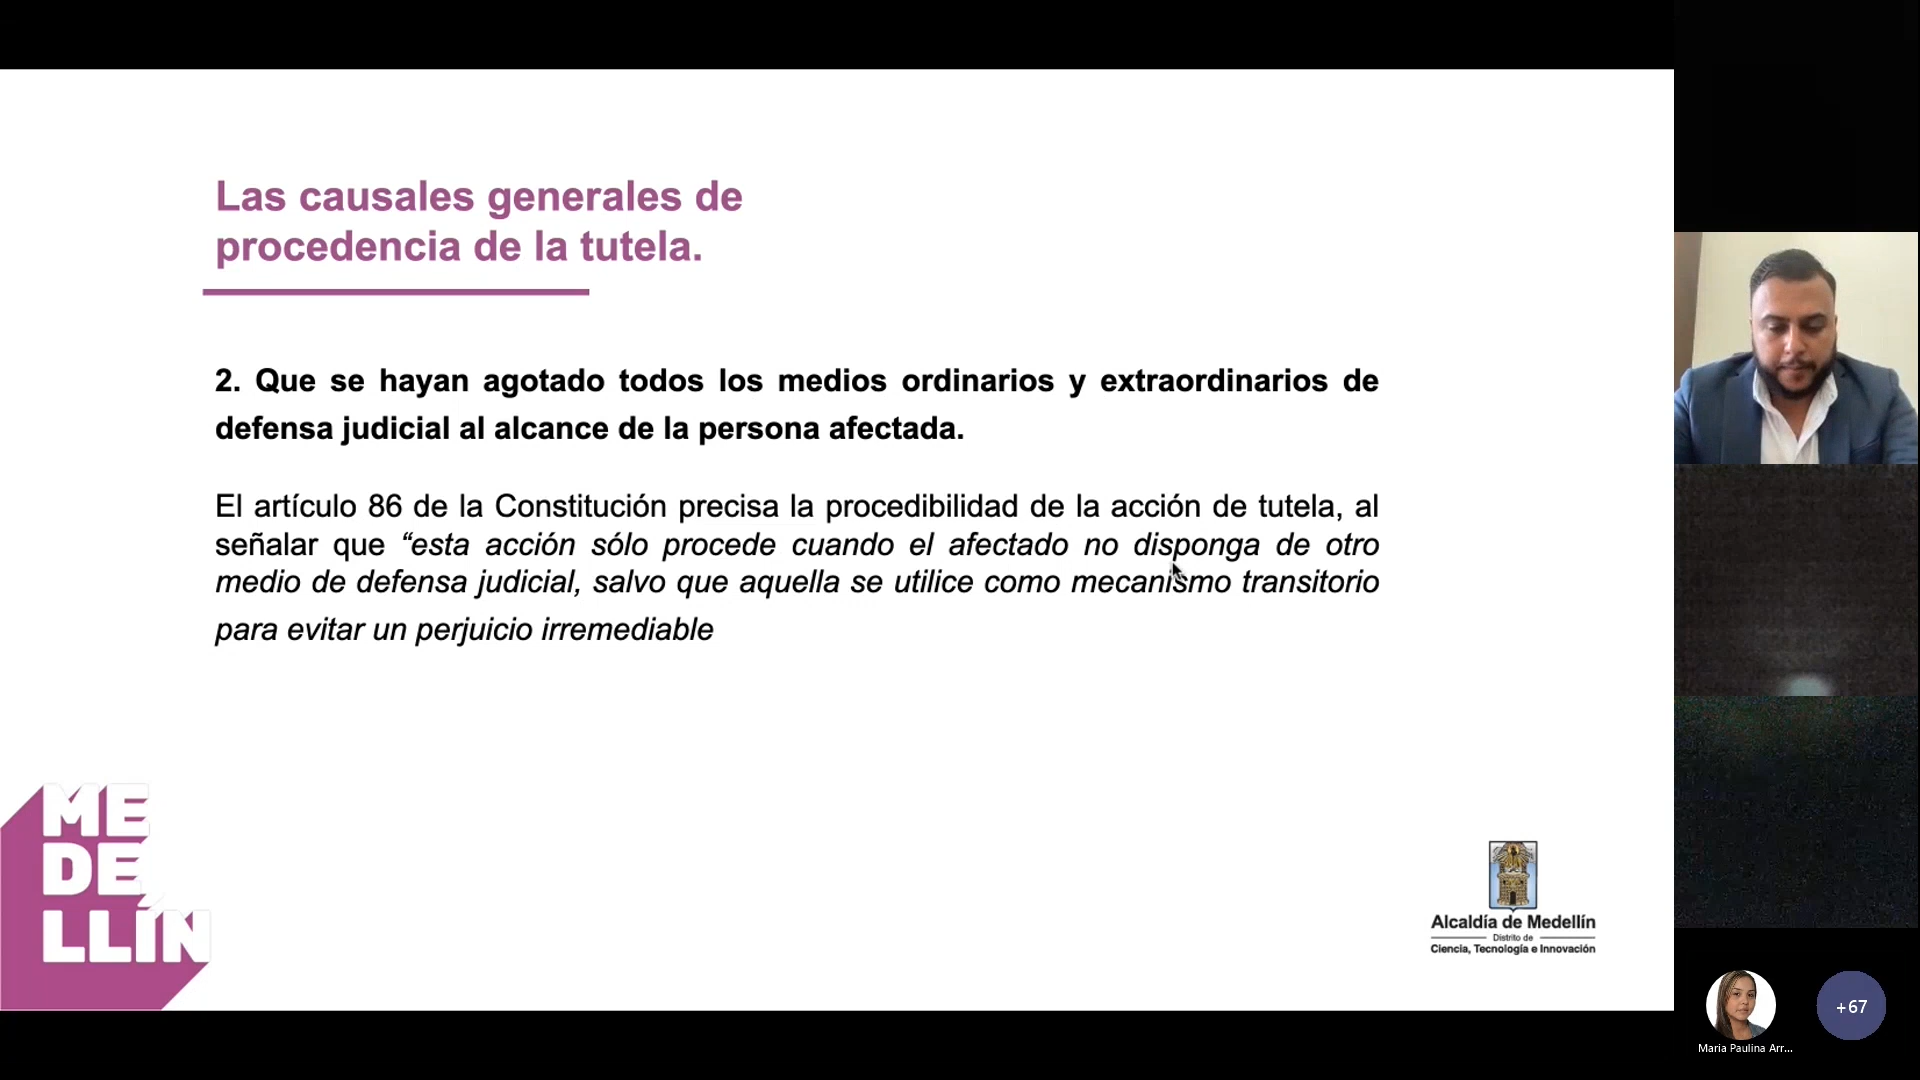 Las causales generales de
procedencia de la tutela.
2. Que se hayan agotado todos los medios ordinarios y extraordinarios de
defensa judicial al alcance de la persona afectada.
El artículo 86 de la Constitución precisa la procedibilidad de la acción de tutela, al
señalar que “esta acción sólo procede cuando el afectado no disponga de otro
medio de defensa judicial, salvo que aquella se utilice como mecanismo transitorio
para evitar un perjuicio irremediable
ME
DE
LLÍN
Alcaldía de Medellín
Distrito de
Ciencia, Tecnología e Innovación
+67
Maria Paulina Arr...